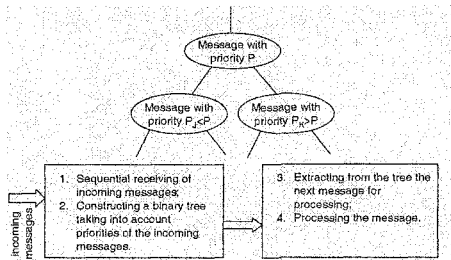 Message with
priority P
Message with
priority PJ<P
Message with
priority PK>P
1. Sequential receiving of
incoming messages;
2. Constructing a binary tree
taking into account
priorities of the incoming
messages.
3. Extracting from the tree the
next message for
processing;
4. Processing the message.
incoming
messages